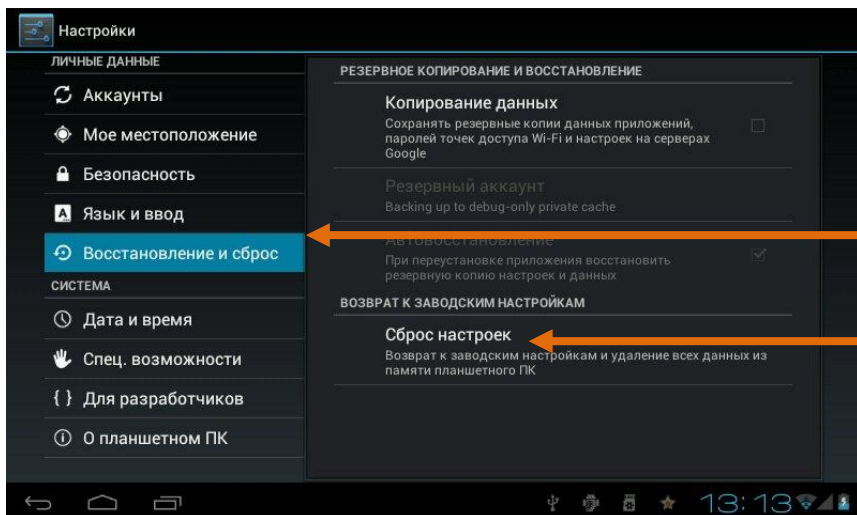 Настройки
ЛИЧНЫЕ ДАННЫЕ
Аккаунты
Мое местоположение
Безопасность
Язык и ввод
Восстановление и сброс
СИСТЕМА
Дата и время
Спец. возможности
{ } Для разработчиков
О планшетном ПК
РЕЗЕРВНОЕ КОПИРОВАНИЕ И ВОССТАНОВЛЕНИЕ
Копирование данных
Сохранять резервные копии данных приложений,
паролей точек доступа Wi-Fi и настроек на серверах
Google
Резервный аккаунт
Backing up to debug-only private cache
Автовосстановление
При переустановке приложения восстановить
резервную копию настроек и данных
ВОЗВРАТ К ЗАВОДСКИМ НАСТРОЙКАМ
Сброс настроек
Возврат к заводским настройкам и удаление всех данных из
памяти планшетного ПК
13:13